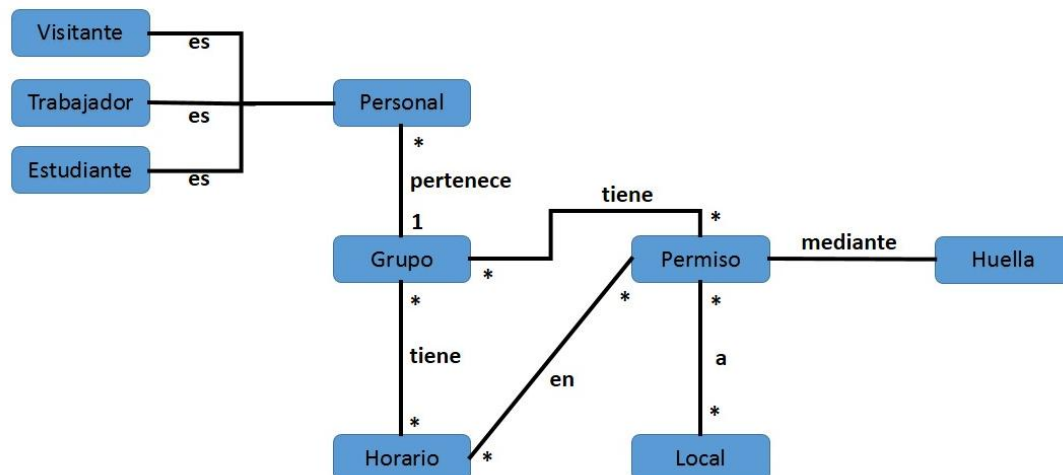 Visitante
es
Trabajador
es
Estudiante
es
Personal
*
pertenece
1
Grupo
*
tiene
*
Permiso
mediante
Huella
*
tiene
*
Horario
*
en
*
*
a
*
Local